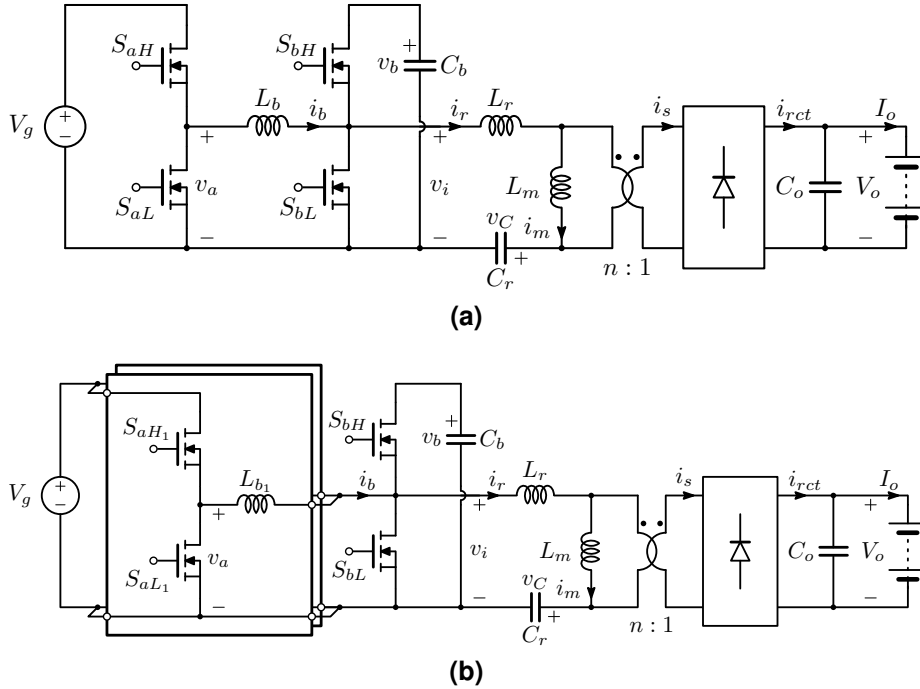 S_{aH} S_{bH} + v_b C_b
V_g + − L_b i_b i_r L_r i_s i_{rct} I_o
+ + +
S_{aL} v_a S_{bL} v_i L_m C_o V_o
− − v_C i_m −
C_r + n : 1
(a)
S_{bH} + v_b C_b
S_{aH_1}
V_g + − L_{b_1} i_b i_r L_r i_s i_{rct} I_o
+ + +
S_{aL_1} v_a S_{bL} v_i L_m C_o V_o
− − v_C i_m −
C_r + n : 1
(b)